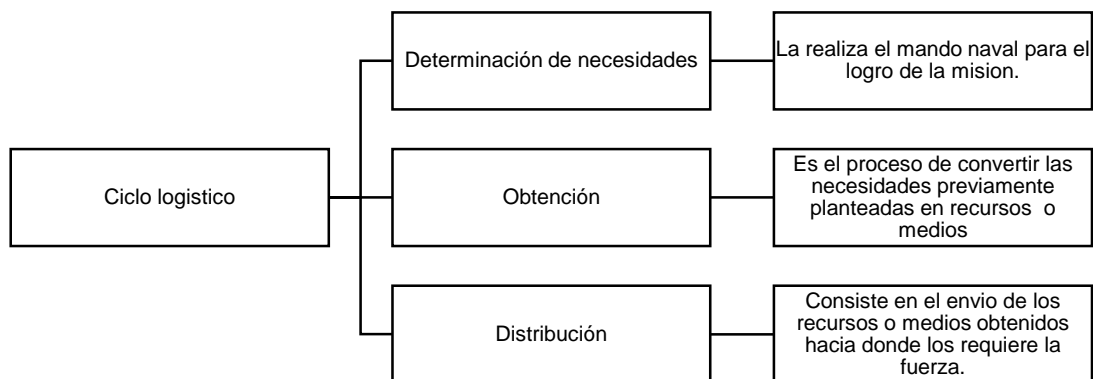 Ciclo logistico
Determinación de necesidades
La realiza el mando naval para el
logro de la mision.
Obtención
Es el proceso de convertir las
necesidades previamente
planteadas en recursos o
medios
Distribución
Consiste en el envio de los
recursos o medios obtenidos
hacia donde los requiere la
fuerza.